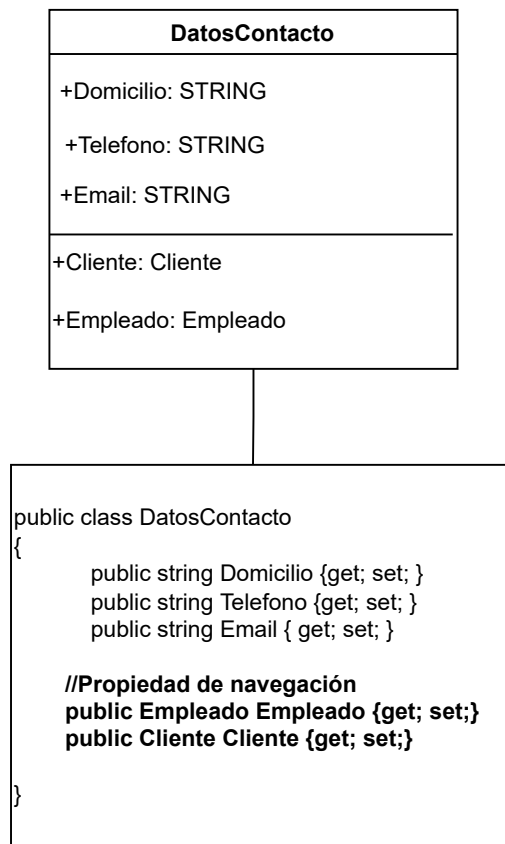 DatosContacto
+Domicilio: STRING
+Telefono: STRING
+Email: STRING
+Cliente: Cliente
+Empleado: Empleado
public class DatosContacto
{
public string Domicilio {get; set; }
public string Telefono {get; set; }
public string Email { get; set; }
//Propiedad de navegación
public Empleado Empleado {get; set;}
public Cliente Cliente {get; set;}
}